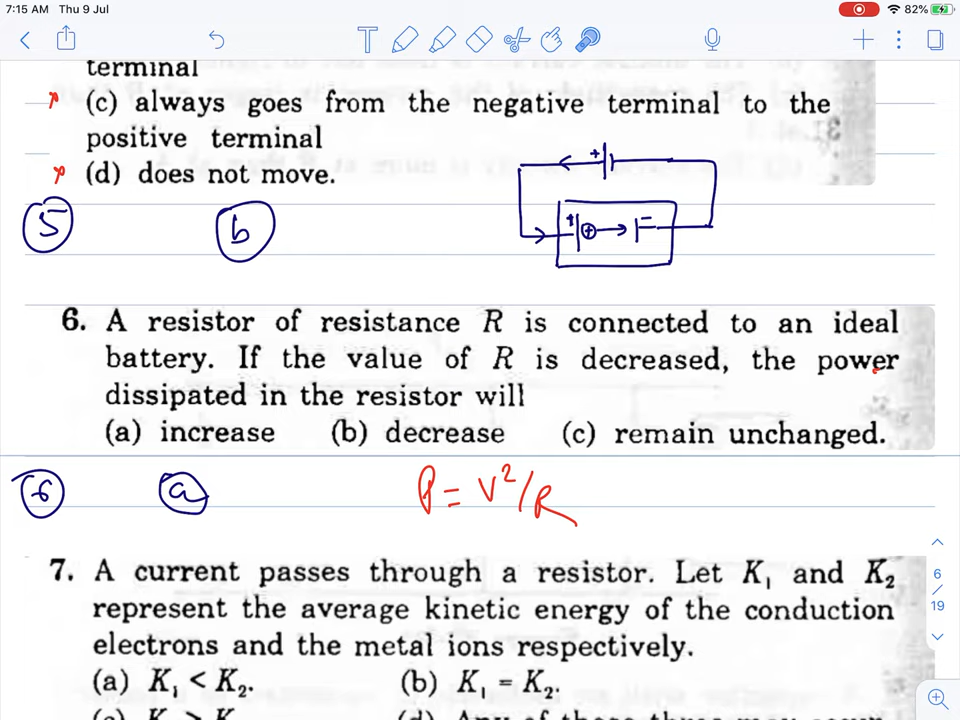 7:15 AM Thu 9 Jul
82%
terminal
(c) always goes from the negative terminal to the
positive terminal
(d) does not move.
5 b
+
+ + −
6. A resistor of resistance R is connected to an ideal
battery. If the value of R is decreased, the power
dissipated in the resistor will
(a) increase (b) decrease (c) remain unchanged.
6 a P = V²/R
7. A current passes through a resistor. Let K₁ and K₂
represent the average kinetic energy of the conduction
electrons and the metal ions respectively.
(a) K₁ < K₂. (b) K₁ = K₂.
6
/
19